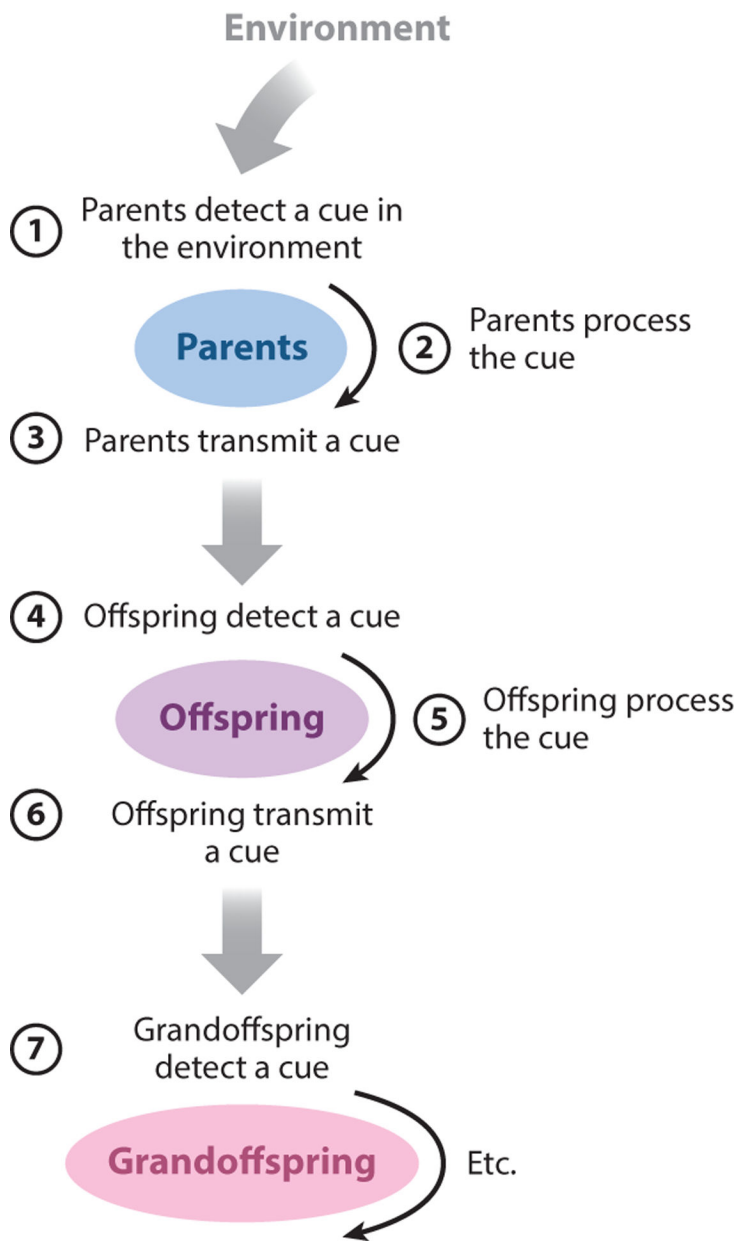 Environment
1 Parents detect a cue in
the environment
Parents
2 Parents process
the cue
3 Parents transmit a cue
4 Offspring detect a cue
Offspring
5 Offspring process
the cue
6 Offspring transmit
a cue
7 Grandoffspring
detect a cue
Grandoffspring
Etc.